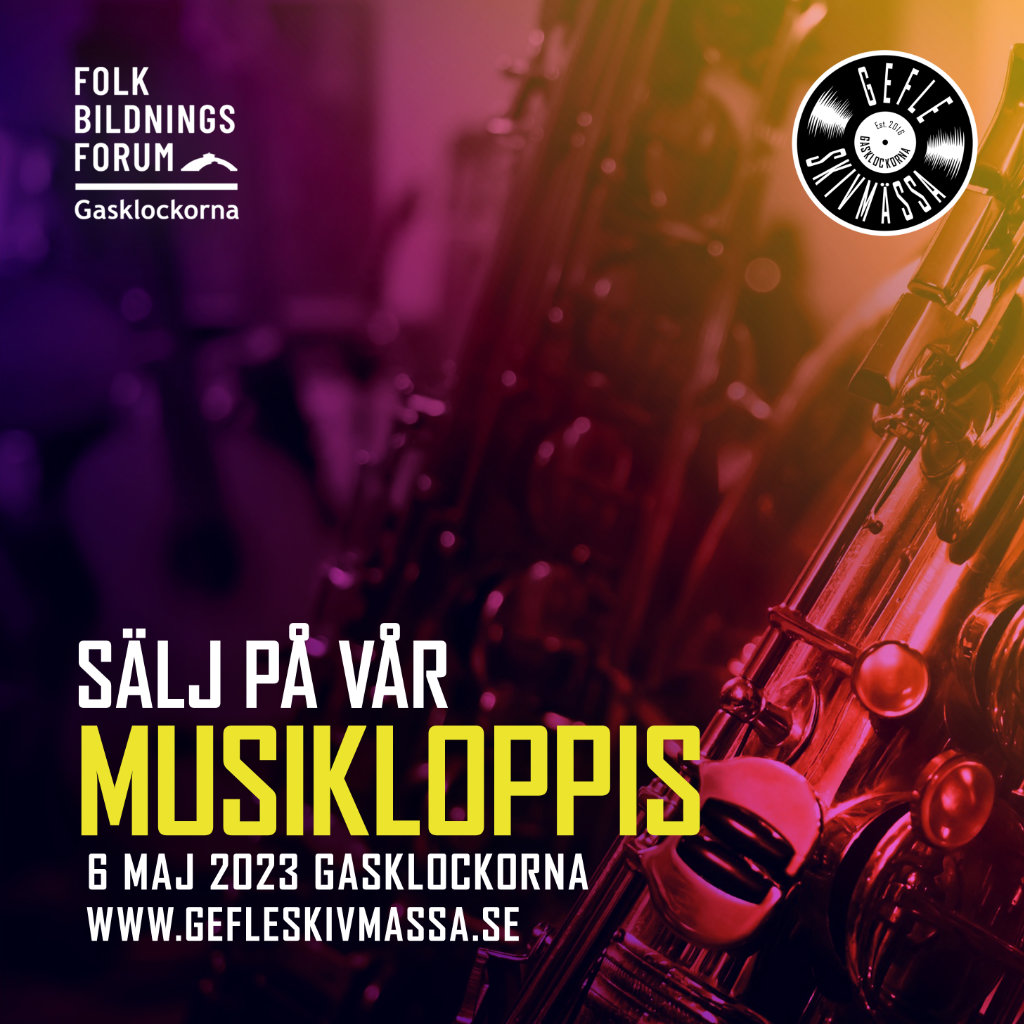 FOLK
BILDNINGS
FORUM
Gasklockorna
GEFLE
Est. 2016
GASKLOCKORNA
SKIVMÄSSA
SÄLJ PÅ VÅR
MUSIKLOPPIS
6 MAJ 2023 GASKLOCKORNA
WWW.GEFLESKIVMASSA.SE